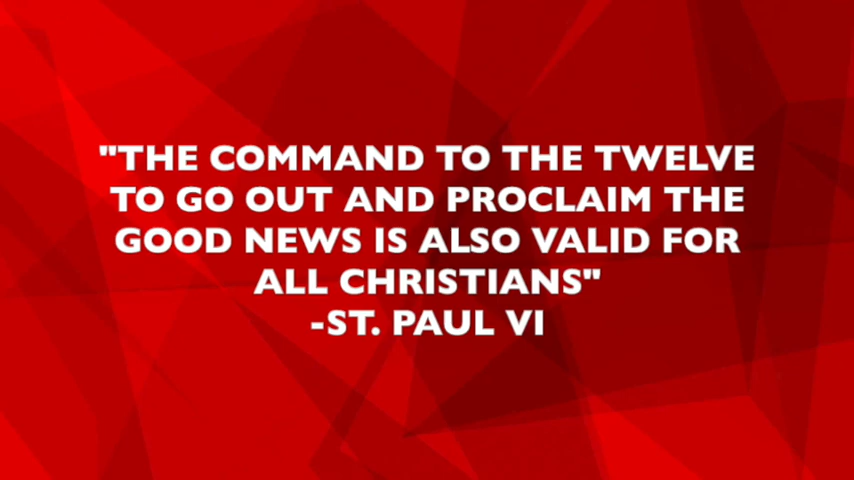 "THE COMMAND TO THE TWELVE
TO GO OUT AND PROCLAIM THE
GOOD NEWS IS ALSO VALID FOR
ALL CHRISTIANS"
-ST. PAUL VI